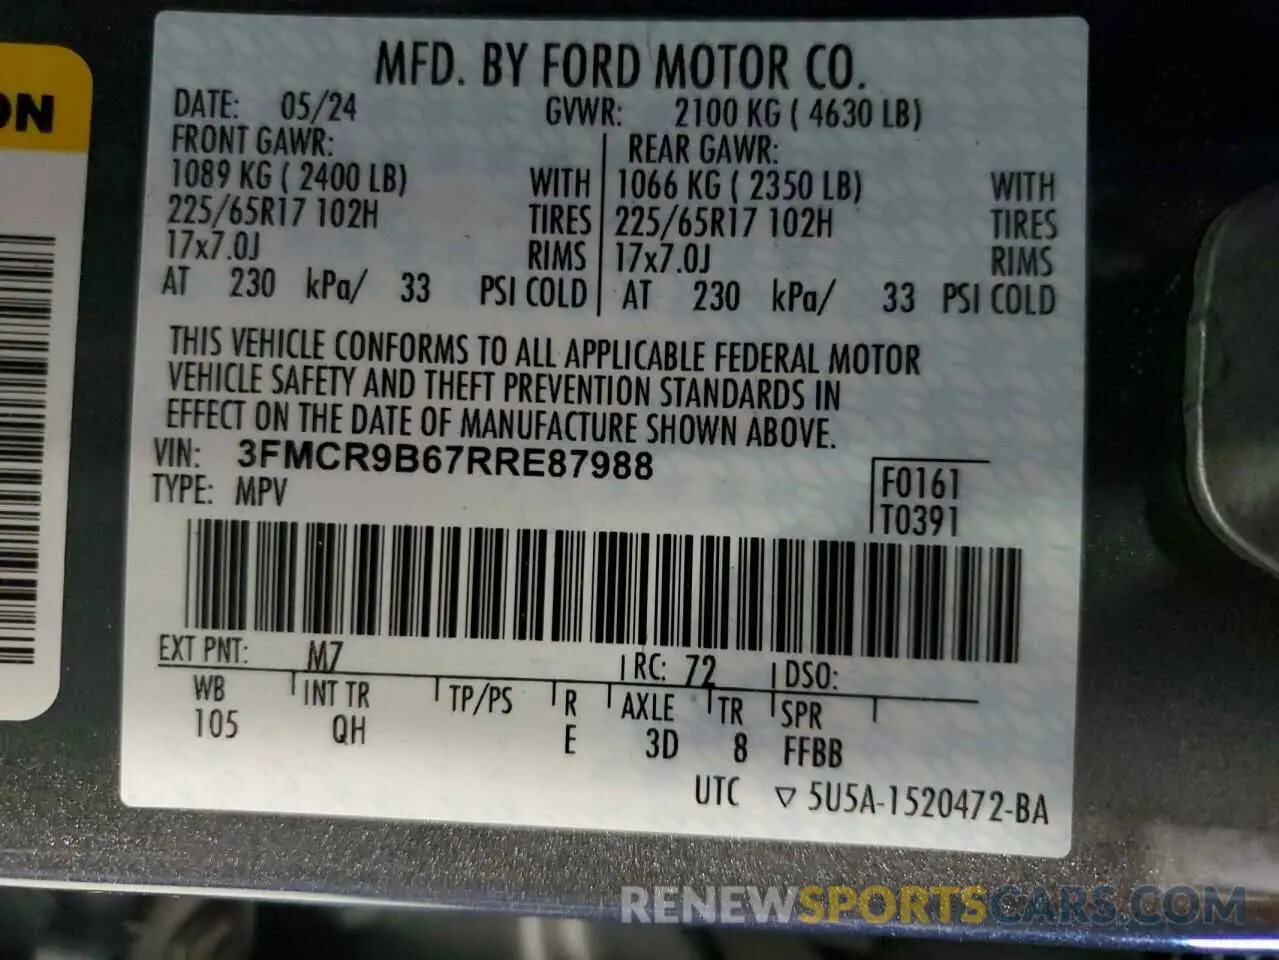 ON
MFD. BY FORD MOTOR CO.
DATE: 05/24 GVWR: 2100 KG ( 4630 LB)
FRONT GAWR: REAR GAWR:
1089 KG ( 2400 LB) WITH 1066 KG ( 2350 LB) WITH
225/65R17 102H TIRES 225/65R17 102H TIRES
17x7.0J RIMS 17x7.0J RIMS
AT 230 kPa/ 33 PSI COLD AT 230 kPa/ 33 PSI COLD
THIS VEHICLE CONFORMS TO ALL APPLICABLE FEDERAL MOTOR
VEHICLE SAFETY AND THEFT PREVENTION STANDARDS IN
EFFECT ON THE DATE OF MANUFACTURE SHOWN ABOVE.
VIN: 3FMCR9B67RRE87988
TYPE: MPV
F0161
T0391
EXT PNT: M7 RC: 72 DSO:
WB INT TR TP/PS R AXLE TR SPR
105 QH E 3D 8 FFBB
UTC ▽ 5U5A-1520472-BA
RENEWSPORTSCARS.COM